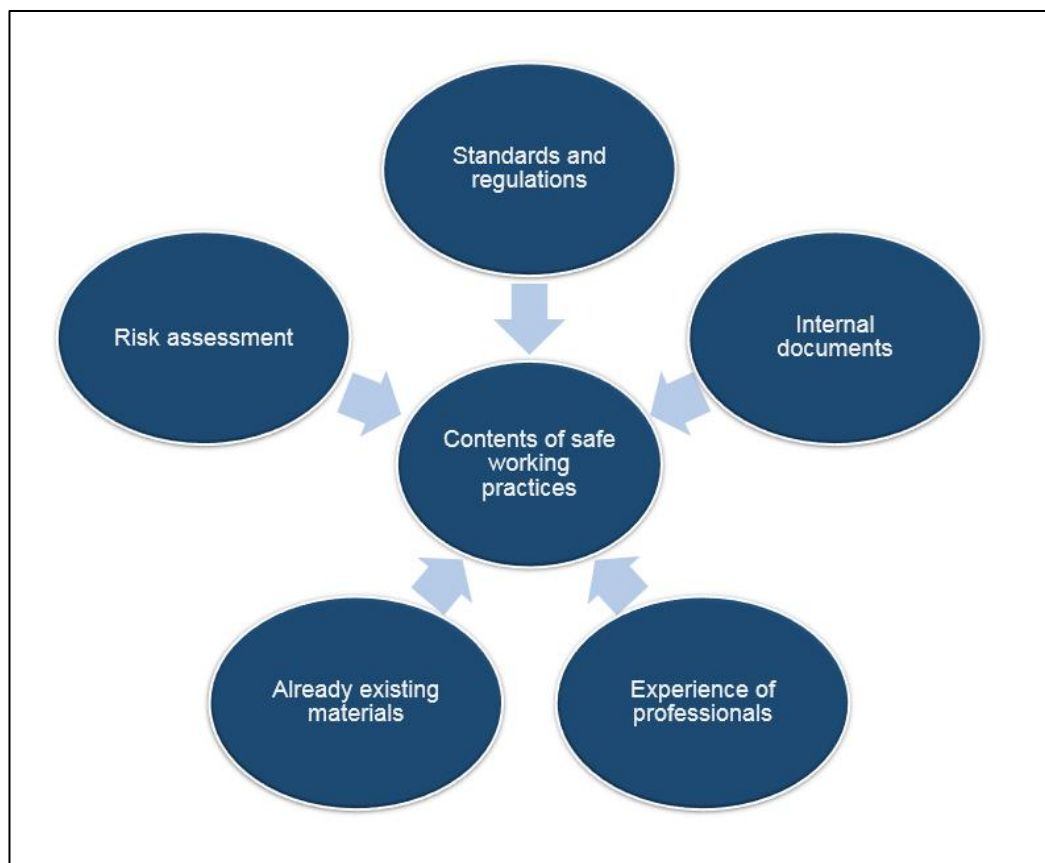 Standards and
regulations
Risk assessment
Internal
documents
Contents of safe
working
practices
Already existing
materials
Experience of
professionals